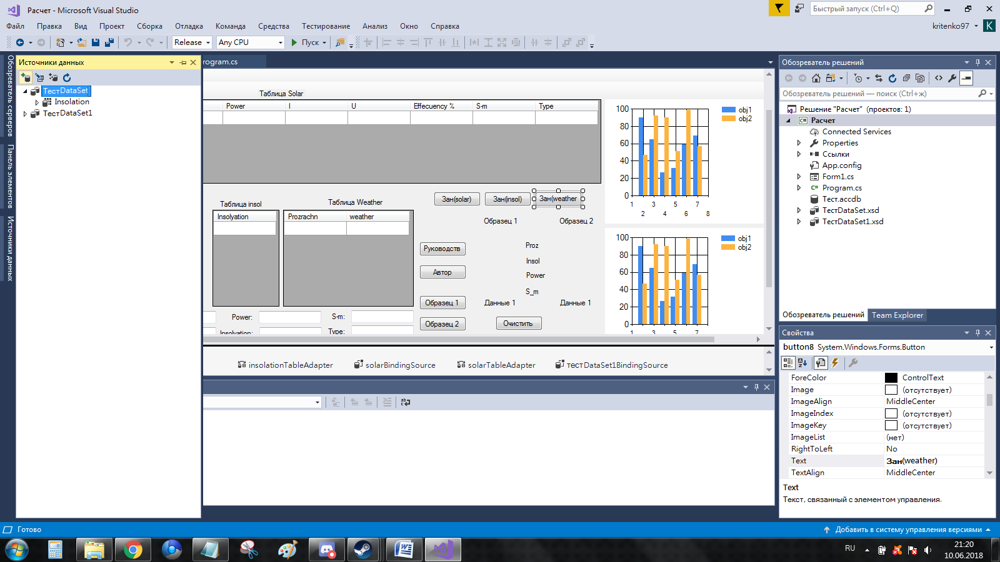 Расчет - Microsoft Visual Studio
Быстрый запуск (Ctrl+Q)
Файл Правка Вид Проект Сборка Отладка Команда Средства Тестирование Анализ Окно Справка
kritenko97 K
Release Any CPU Пуск
Обозреватель серверов
Панель элементов
Источники данных
Источники данных
ТестDataSet
Insolation
ТестDataSet1
rogram.cs
Таблица Solar
Power I U Effecuency % S-m Type
Зан(solar) Зан(insol) Зан(weather
Таблица insol
Таблица Weather
Insolyation
Prozrachn weather
Образец 1 Образец 2
Руководств
Автор
Образец 1
Образец 2
Proz
Insol
Power
S_m
Данные 1 Данные 1
Очистить
Power: S-m:
Insolyation: Type:
100
80
60
40
20
0
1 2 3 4 5 6 7 8
obj1
obj2
100
80
60
40
20
0
1 3 5 7
obj1
obj2
insolationTableAdapter solarBindingSource solarTableAdapter тестDataSet1BindingSource
Обозреватель решений
Обозреватель решений — поиск (Ctrl+ж)
Решение "Расчет" (проектов: 1)
C# Расчет
Connected Services
Properties
Ссылки
App.config
Form1.cs
C# Program.cs
Тест.accdb
ТестDataSet.xsd
ТестDataSet1.xsd
Обозреватель решений Team Explorer
Свойства
button8 System.Windows.Forms.Button
ForeColor ControlText
Image (отсутствует)
ImageAlign MiddleCenter
ImageIndex (отсутствует)
ImageKey (отсутствует)
ImageList (нет)
RightToLeft No
Text Зан(weather)
TextAlign MiddleCenter
Text
Текст, связанный с элементом управления.
Готово
Добавить в систему управления версиями
RU
21:20
10.06.2018